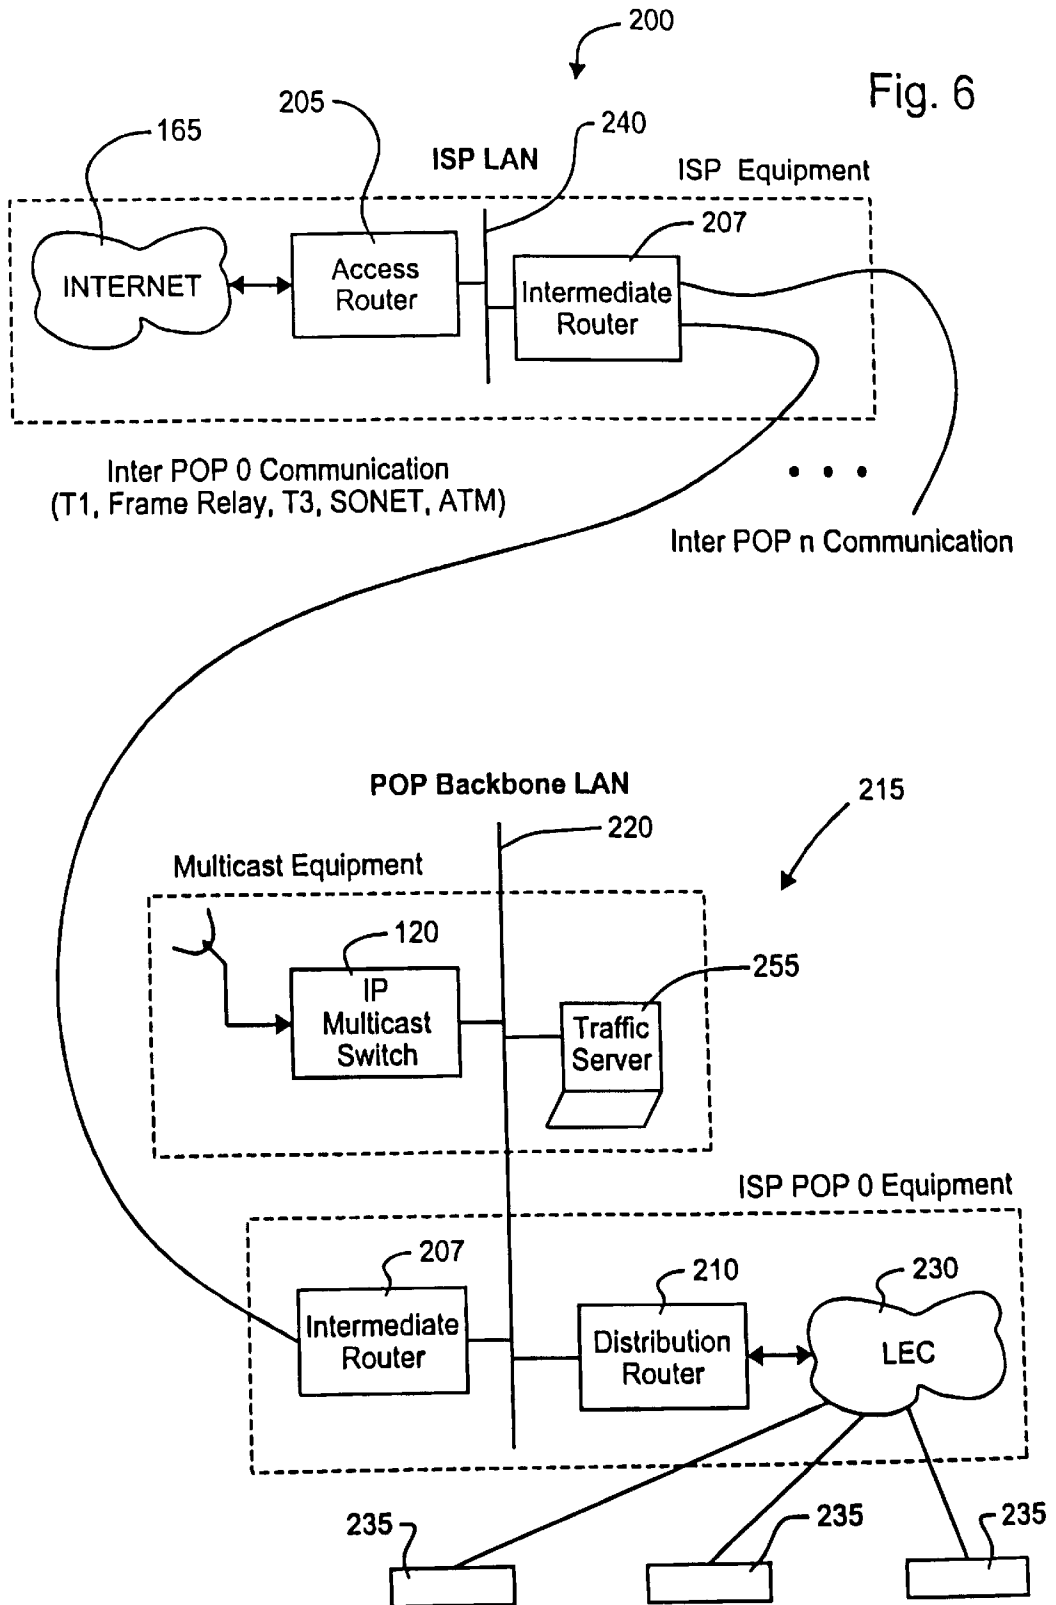 200
Fig. 6
205
165
240
ISP LAN
ISP Equipment
207
INTERNET
Access
Router
Intermediate
Router
Inter POP 0 Communication
(T1, Frame Relay, T3, SONET, ATM)
• • •
Inter POP n Communication
POP Backbone LAN
215
220
Multicast Equipment
120
255
IP
Multicast
Switch
Traffic
Server
ISP POP 0 Equipment
207
210
230
Intermediate
Router
Distribution
Router
LEC
235
235
235